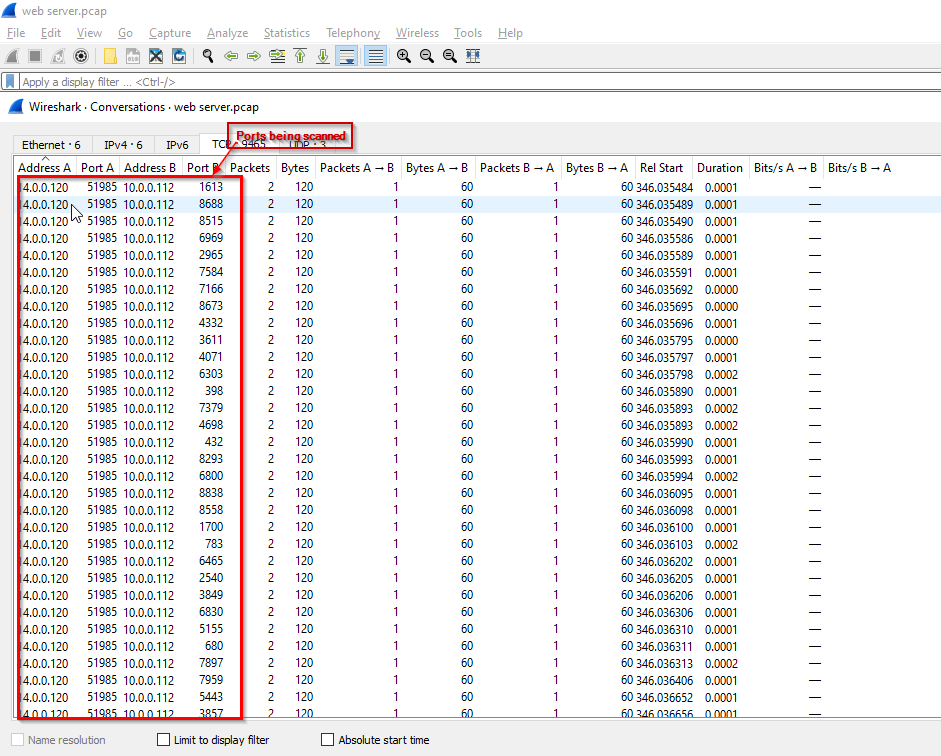 web server.pcap
File Edit View Go Capture Analyze Statistics Telephony Wireless Tools Help
Apply a display filter ... <Ctrl-/>
Wireshark · Conversations · web server.pcap
Ports being scanned
Ethernet · 6 IPv4 · 6 IPv6 TCP · 9465 UDP · 3
Address A Port A Address B Port B Packets Bytes Packets A → B Bytes A → B Packets B → A Bytes B → A Rel Start Duration Bits/s A → B Bits/s B → A
14.0.0.120 51985 10.0.0.112 1613 2 120 1 60 1 60 346.035484 0.0001 —
14.0.0.120 51985 10.0.0.112 8688 2 120 1 60 1 60 346.035489 0.0001 —
14.0.0.120 51985 10.0.0.112 8515 2 120 1 60 1 60 346.035490 0.0001 —
14.0.0.120 51985 10.0.0.112 6969 2 120 1 60 1 60 346.035586 0.0001 —
14.0.0.120 51985 10.0.0.112 2965 2 120 1 60 1 60 346.035589 0.0001 —
14.0.0.120 51985 10.0.0.112 7584 2 120 1 60 1 60 346.035591 0.0001 —
14.0.0.120 51985 10.0.0.112 7166 2 120 1 60 1 60 346.035692 0.0000 —
14.0.0.120 51985 10.0.0.112 8673 2 120 1 60 1 60 346.035695 0.0000 —
14.0.0.120 51985 10.0.0.112 4332 2 120 1 60 1 60 346.035696 0.0001 —
14.0.0.120 51985 10.0.0.112 3611 2 120 1 60 1 60 346.035795 0.0000 —
14.0.0.120 51985 10.0.0.112 4071 2 120 1 60 1 60 346.035797 0.0001 —
14.0.0.120 51985 10.0.0.112 6303 2 120 1 60 1 60 346.035798 0.0002 —
14.0.0.120 51985 10.0.0.112 398 2 120 1 60 1 60 346.035890 0.0001 —
14.0.0.120 51985 10.0.0.112 7379 2 120 1 60 1 60 346.035893 0.0002 —
14.0.0.120 51985 10.0.0.112 4698 2 120 1 60 1 60 346.035893 0.0002 —
14.0.0.120 51985 10.0.0.112 432 2 120 1 60 1 60 346.035990 0.0001 —
14.0.0.120 51985 10.0.0.112 8293 2 120 1 60 1 60 346.035993 0.0001 —
14.0.0.120 51985 10.0.0.112 6800 2 120 1 60 1 60 346.035994 0.0002 —
14.0.0.120 51985 10.0.0.112 8838 2 120 1 60 1 60 346.036095 0.0001 —
14.0.0.120 51985 10.0.0.112 8558 2 120 1 60 1 60 346.036098 0.0001 —
14.0.0.120 51985 10.0.0.112 1700 2 120 1 60 1 60 346.036100 0.0001 —
14.0.0.120 51985 10.0.0.112 783 2 120 1 60 1 60 346.036103 0.0002 —
14.0.0.120 51985 10.0.0.112 6465 2 120 1 60 1 60 346.036202 0.0001 —
14.0.0.120 51985 10.0.0.112 2540 2 120 1 60 1 60 346.036205 0.0001 —
14.0.0.120 51985 10.0.0.112 3849 2 120 1 60 1 60 346.036206 0.0001 —
14.0.0.120 51985 10.0.0.112 6830 2 120 1 60 1 60 346.036306 0.0001 —
14.0.0.120 51985 10.0.0.112 5155 2 120 1 60 1 60 346.036310 0.0001 —
14.0.0.120 51985 10.0.0.112 680 2 120 1 60 1 60 346.036311 0.0001 —
14.0.0.120 51985 10.0.0.112 7897 2 120 1 60 1 60 346.036313 0.0002 —
14.0.0.120 51985 10.0.0.112 7959 2 120 1 60 1 60 346.036406 0.0001 —
14.0.0.120 51985 10.0.0.112 5443 2 120 1 60 1 60 346.036652 0.0001 —
14.0.0.120 51985 10.0.0.112 3857 2 120 1 60 1 60 346.036656 0.0001 —
Name resolution Limit to display filter Absolute start time